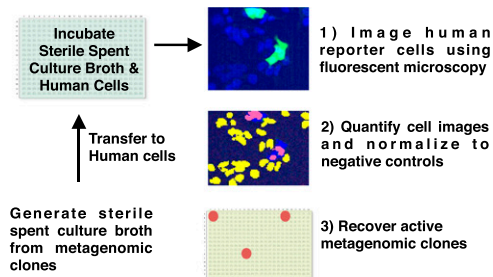 Incubate
Sterile Spent
Culture Broth &
Human Cells
1) Image human
reporter cells using
fluorescent microscopy
Transfer to
Human cells
2) Quantify cell images
and normalize to
negative controls
Generate sterile
spent culture broth
from metagenomic
clones
3) Recover active
metagenomic clones